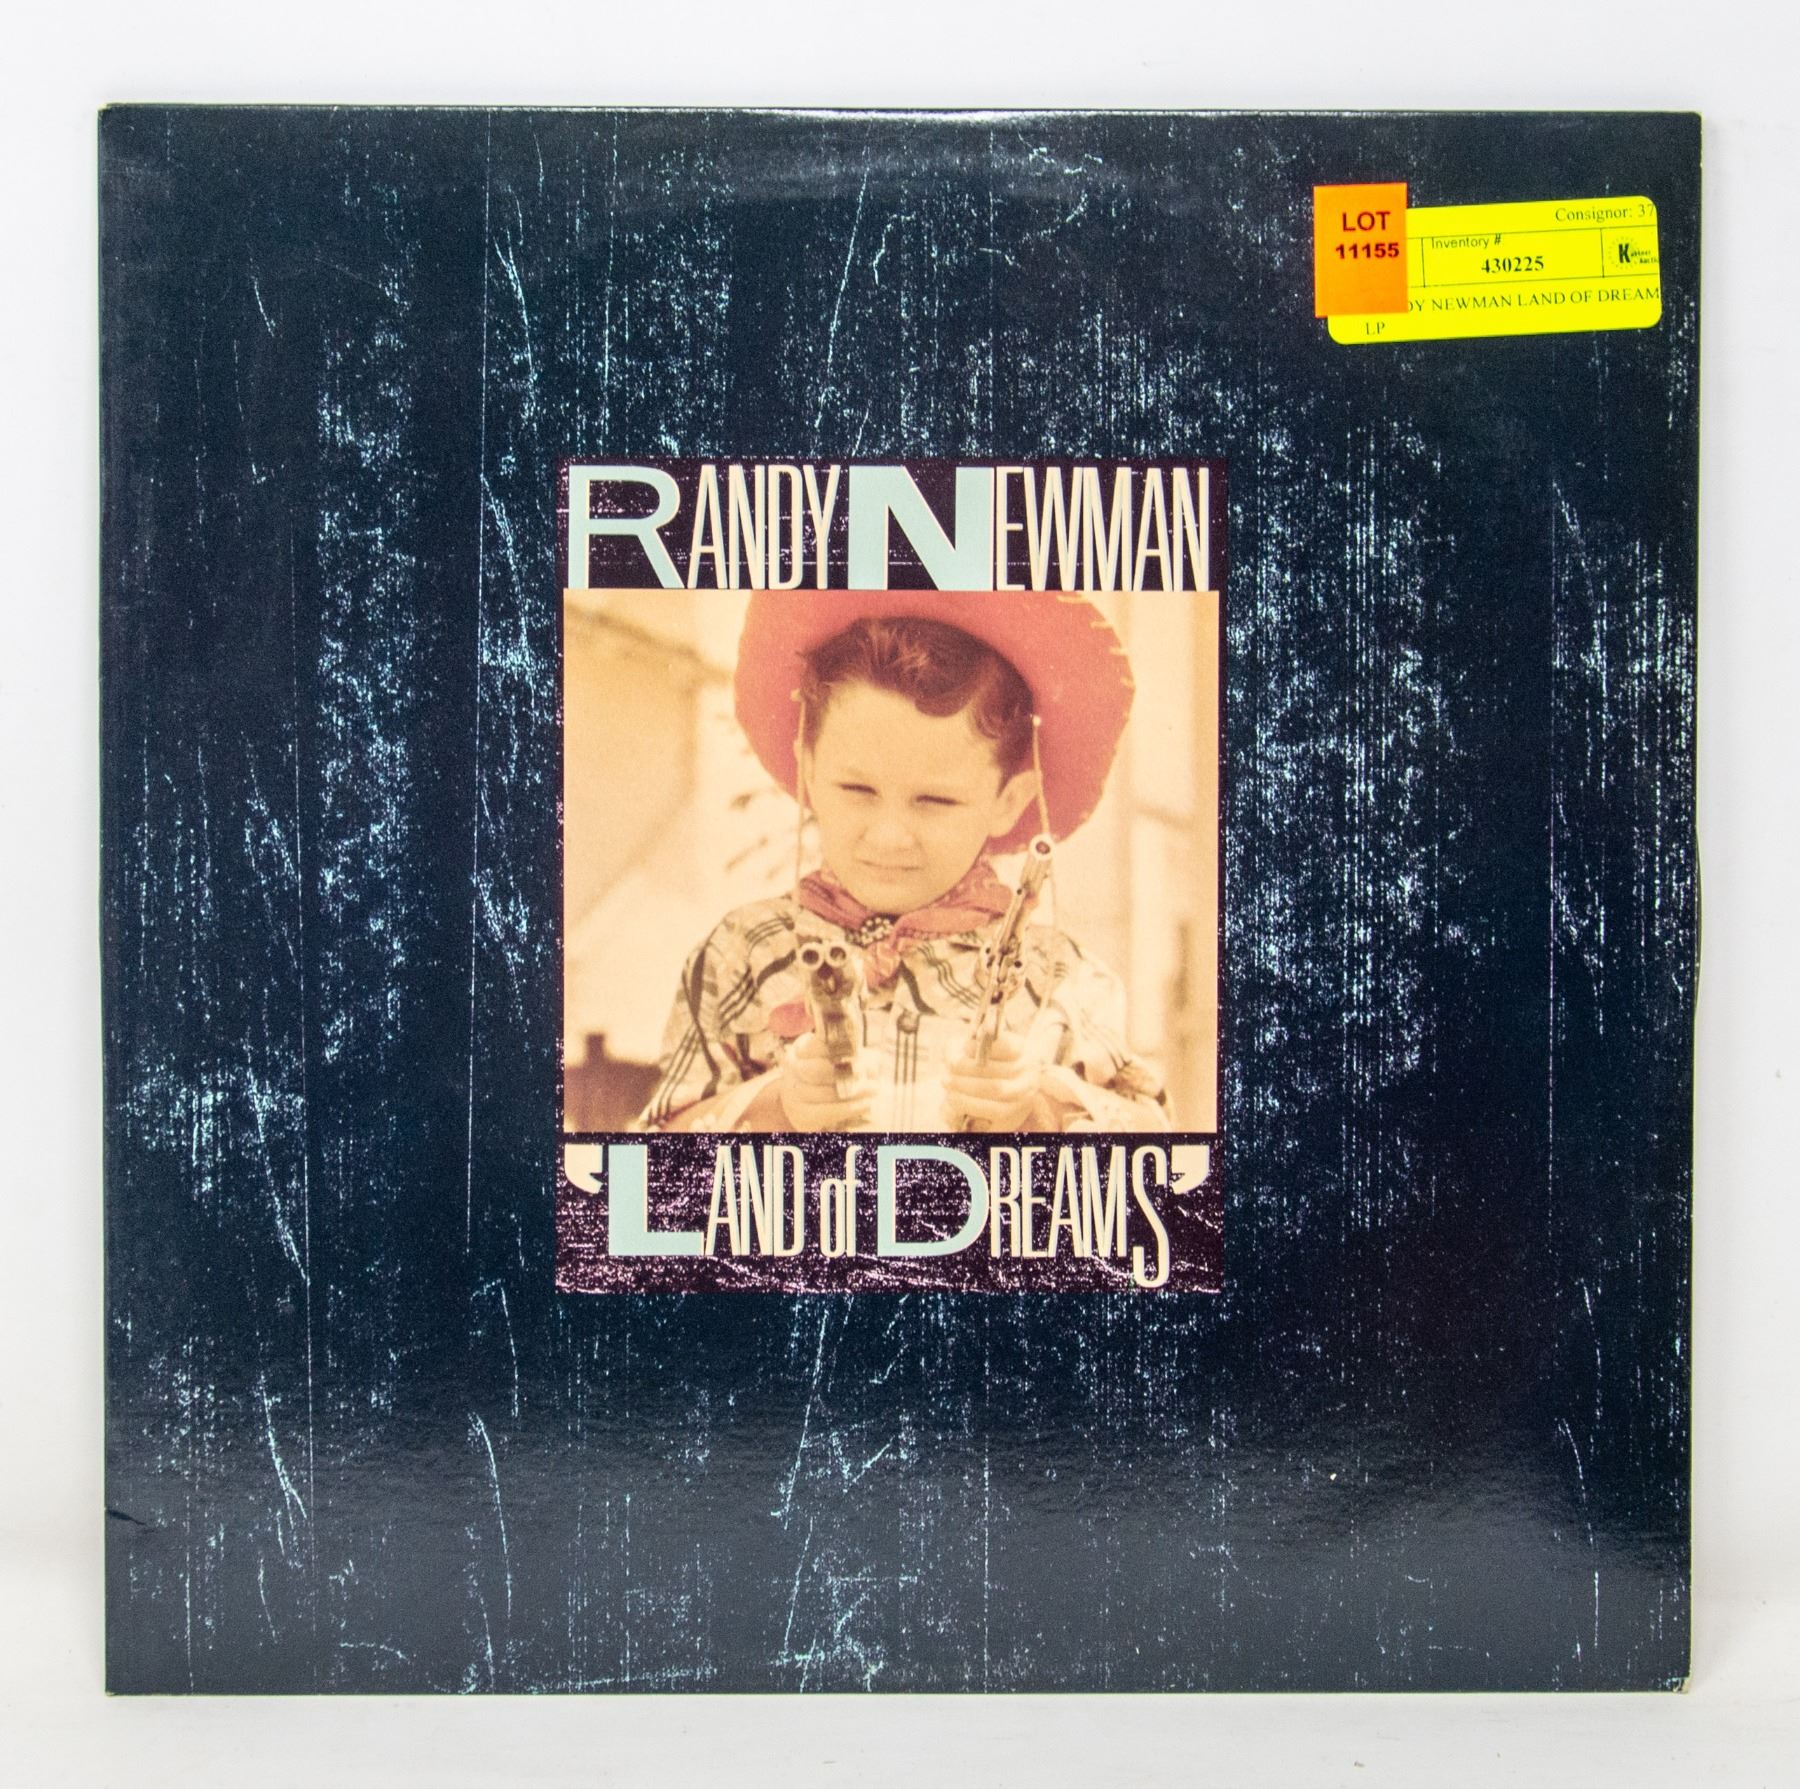 LOT
11155
Consignor: 37
Inventory #
430225
DY NEWMAN LAND OF DREAM
LP
RANDY NEWMAN
'LAND of DREAMS'